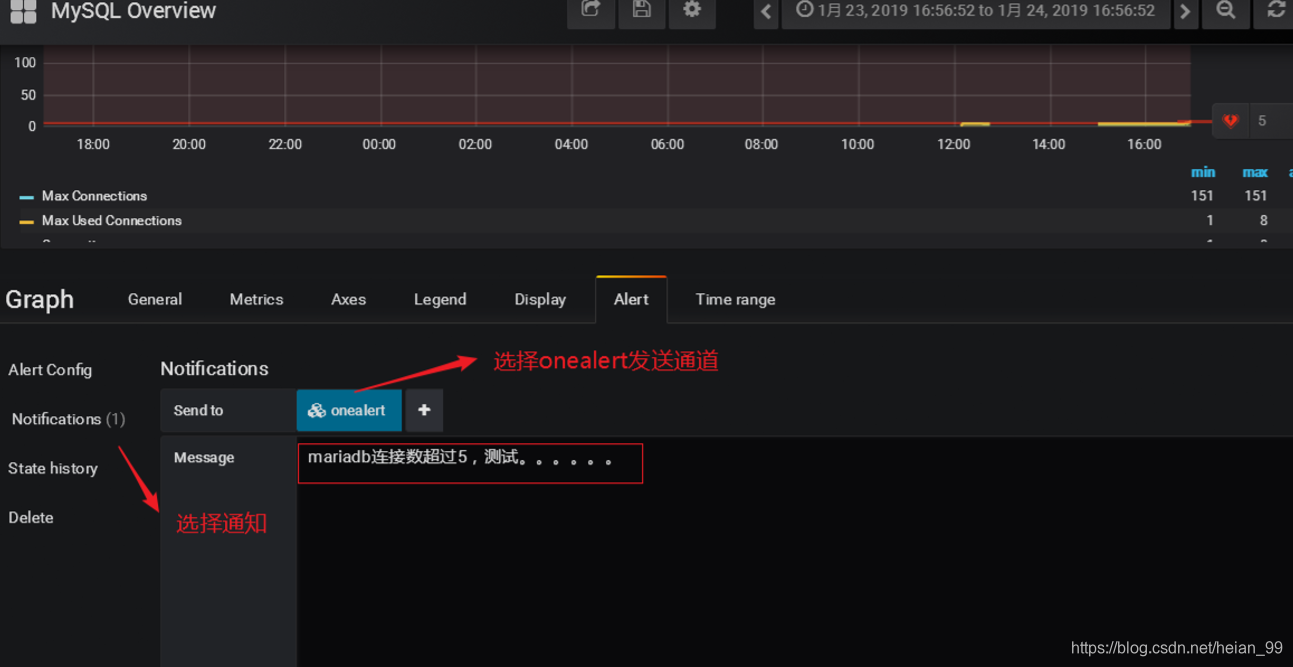 MySQL Overview
1月 23, 2019 16:56:52 to 1月 24, 2019 16:56:52
100
50
0
5
18:00 20:00 22:00 00:00 02:00 04:00 06:00 08:00 10:00 12:00 14:00 16:00
min max
Max Connections 151 151
Max Used Connections 1 8
Graph General Metrics Axes Legend Display Alert Time range
Alert Config
Notifications (1)
State history
Delete
Notifications
选择onealert发送通道
Send to onealert +
Message
mariadb连接数超过5，测试。。。。。。
选择通知
https://blog.csdn.net/heian_99